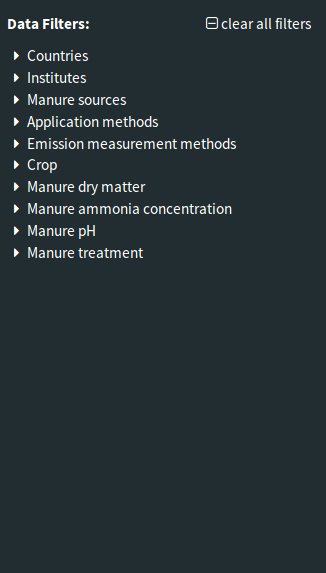 Data Filters: clear all filters
Countries
Institutes
Manure sources
Application methods
Emission measurement methods
Crop
Manure dry matter
Manure ammonia concentration
Manure pH
Manure treatment